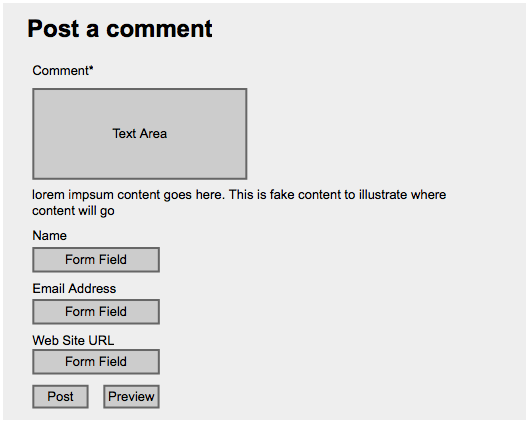 Post a comment
Comment*
Text Area
lorem impsum content goes here. This is fake content to illustrate where
content will go
Name
Form Field
Email Address
Form Field
Web Site URL
Form Field
Post Preview